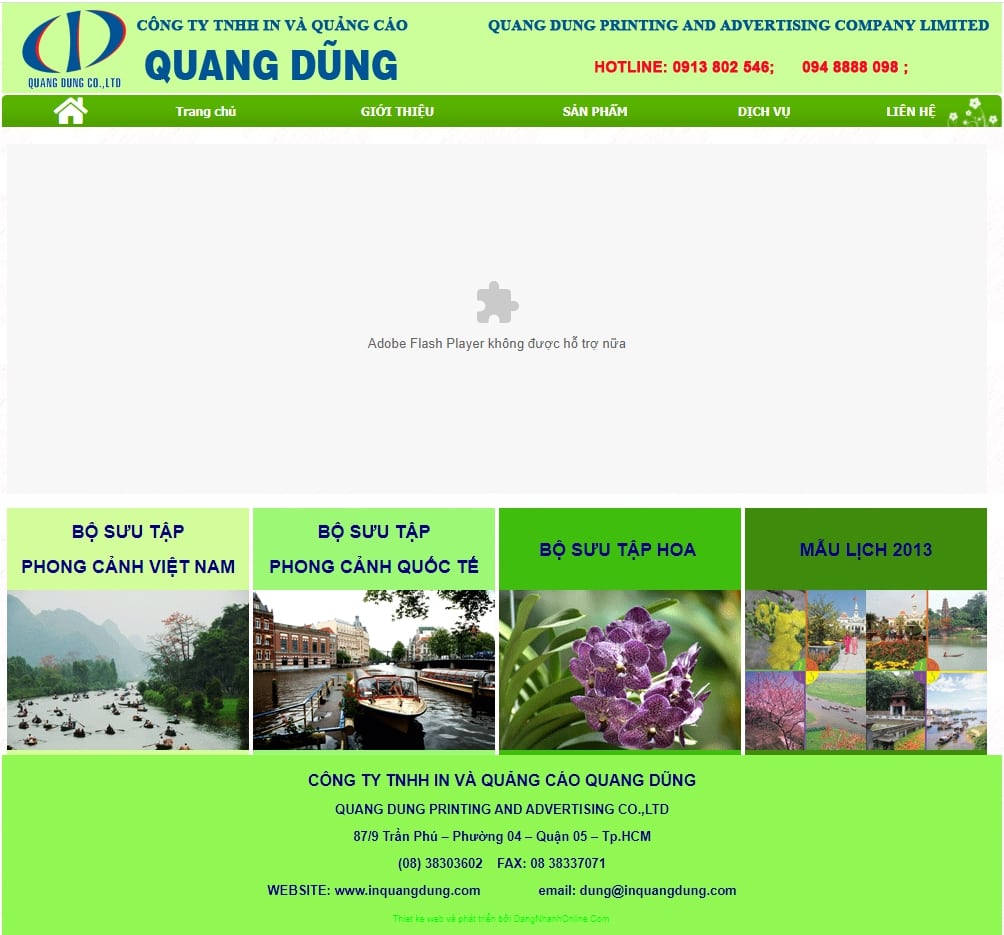 CÔNG TY TNHH IN VÀ QUẢNG CÁO
QUANG DŨNG
QUANG DUNG CO.,LTD
QUANG DUNG PRINTING AND ADVERTISING COMPANY LIMITED
HOTLINE: 0913 802 546; 094 8888 098 ;
Trang chủ GIỚI THIỆU SẢN PHẨM DỊCH VỤ LIÊN HỆ
Adobe Flash Player không được hỗ trợ nữa
BỘ SƯU TẬP
PHONG CẢNH VIỆT NAM
BỘ SƯU TẬP
PHONG CẢNH QUỐC TẾ
BỘ SƯU TẬP HOA
MẪU LỊCH 2013
CÔNG TY TNHH IN VÀ QUẢNG CÁO QUANG DŨNG
QUANG DUNG PRINTING AND ADVERTISING CO.,LTD
87/9 Trần Phú – Phường 04 – Quận 05 – Tp.HCM
(08) 38303602 FAX: 08 38337071
WEBSITE: www.inquangdung.com email: dung@inquangdung.com
Thiet ke web và phát triển bởi DangNhanhOnline.Com